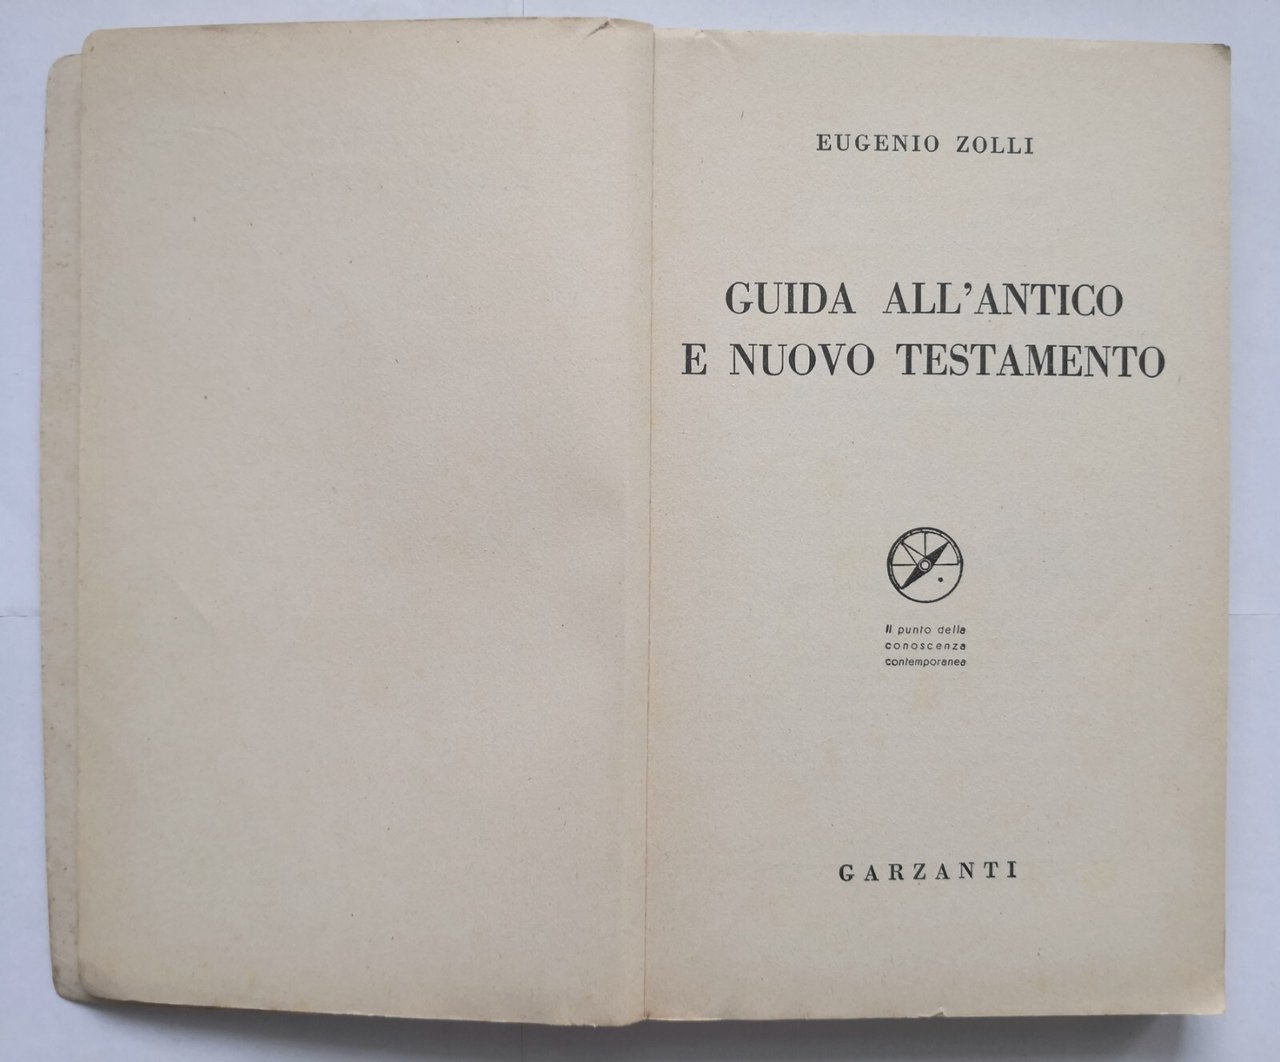 EUGENIO ZOLLI
GUIDA ALL'ANTICO
E NUOVO TESTAMENTO
Il punto della
conoscenza
contemporanea
GARZANTI